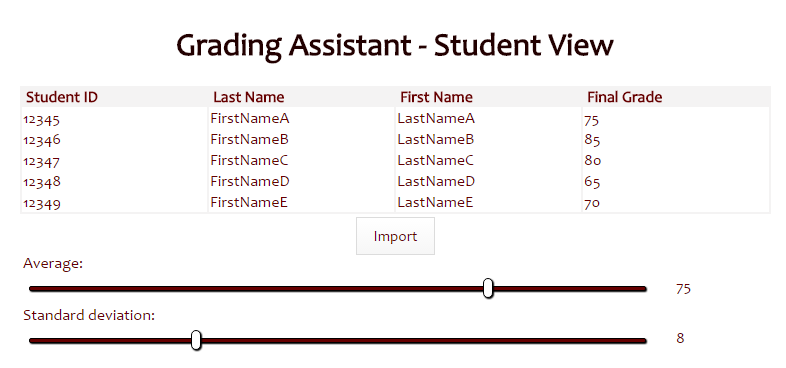 Grading Assistant - Student View
Student ID Last Name First Name Final Grade
12345 FirstNameA LastNameA 75
12346 FirstNameB LastNameB 85
12347 FirstNameC LastNameC 80
12348 FirstNameD LastNameD 65
12349 FirstNameE LastNameE 70
Import
Average:
75
Standard deviation:
8